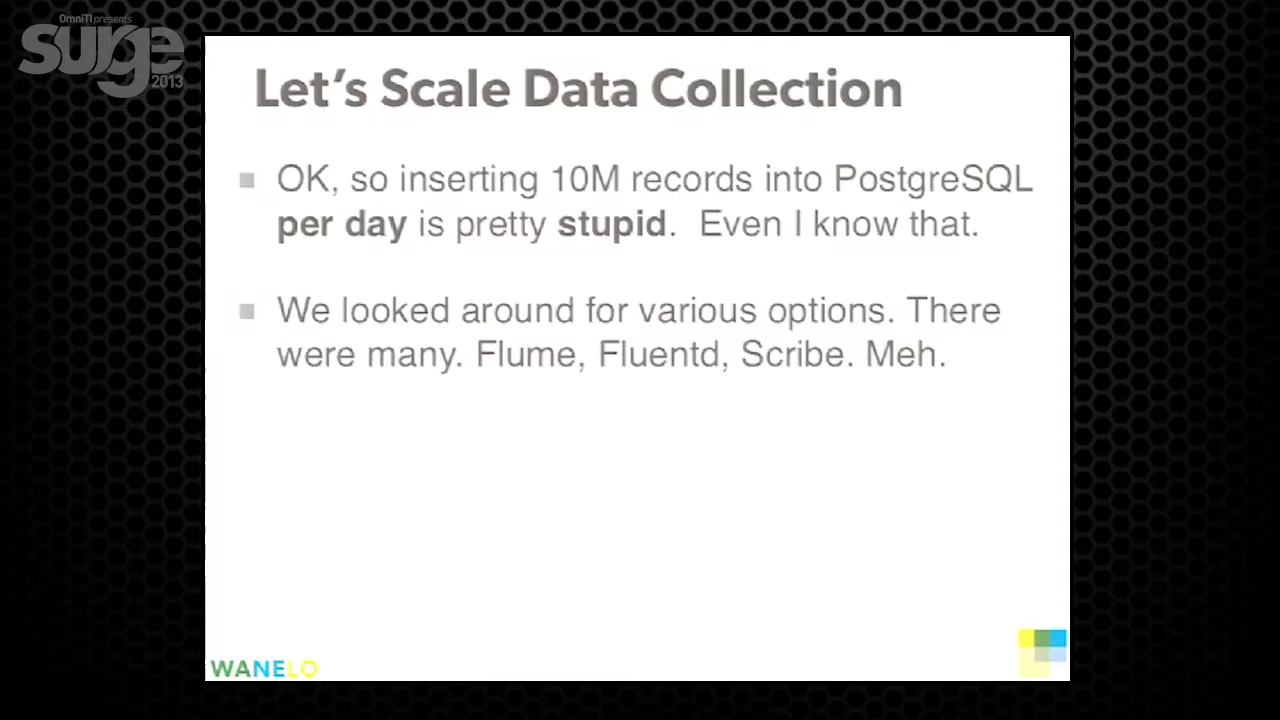 OmniTI presents
surge
2013
Let's Scale Data Collection
OK, so inserting 10M records into PostgreSQL
per day is pretty stupid.  Even I know that.
We looked around for various options. There
were many. Flume, Fluentd, Scribe. Meh.
WANELO